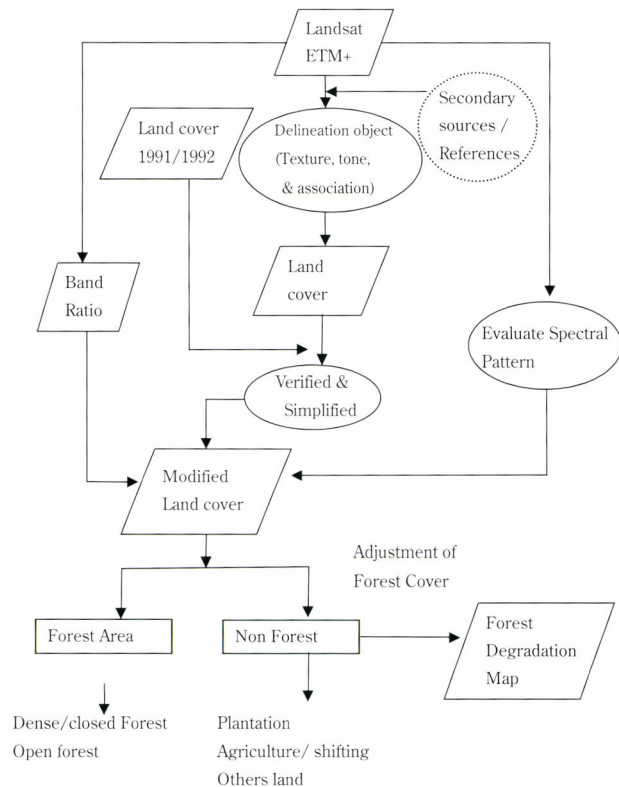 Landsat
ETM+
Secondary
sources /
References
Land cover
1991/1992
Delineation object
(Texture, tone,
& association)
Land
cover
Band
Ratio
Evaluate Spectral
Pattern
Verified &
Simplified
Modified
Land cover
Adjustment of
Forest Cover
Forest Area
Non Forest
Forest
Degradation
Map
Dense/closed Forest
Open forest
Plantation
Agriculture/ shifting
Others land